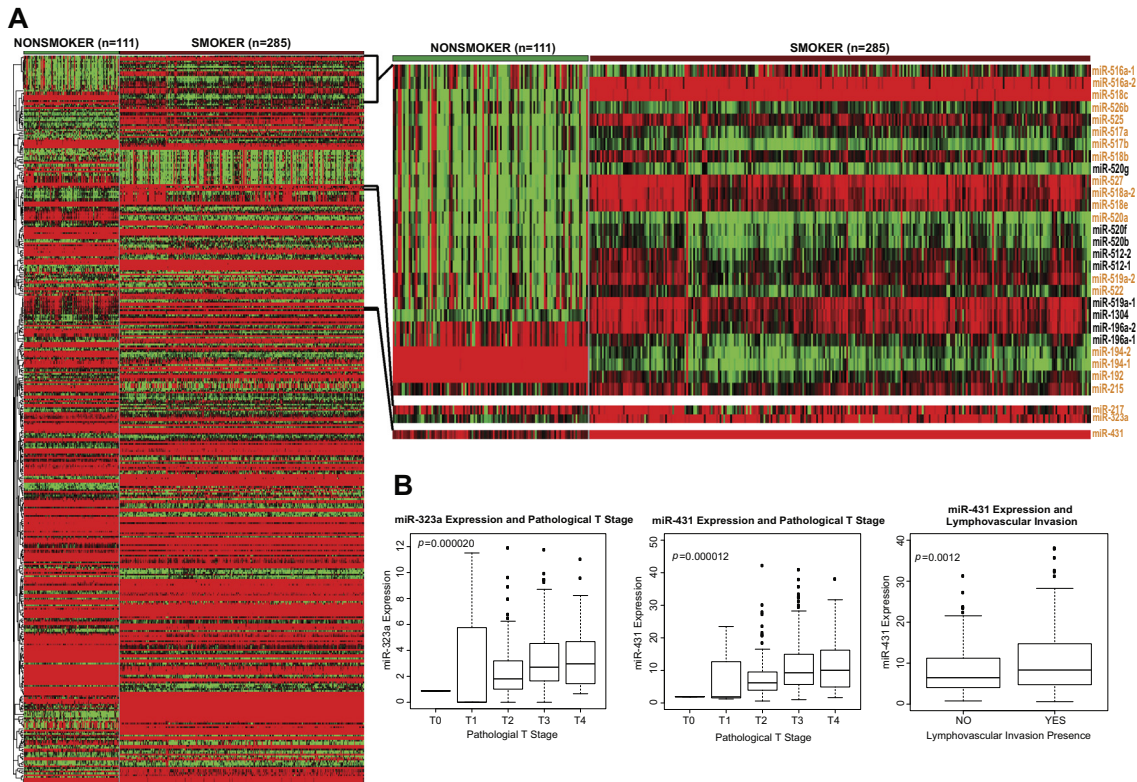 A
NONSMOKER (n=111)
SMOKER (n=285)
NONSMOKER (n=111)
SMOKER (n=285)
miR-516a-1
miR-516a-2
miR-518c
miR-526b
miR-525
miR-517a
miR-517b
miR-518b
miR-520g
miR-527
miR-518a-2
miR-518e
miR-520a
miR-520f
miR-520b
miR-512-2
miR-512-1
miR-519a-2
miR-522
miR-519a-1
miR-1304
miR-196a-2
miR-196a-1
miR-194-2
miR-194-1
miR-192
miR-215
miR-217
miR-323a
miR-431
B
miR-323a Expression and Pathological T Stage
p=0.000020
miR-323a Expression
12
10
8
6
4
2
0
T0 T1 T2 T3 T4
Pathological T Stage
miR-431 Expression and Pathological T Stage
p=0.000012
miR-431 Expression
50
40
30
20
10
0
T0 T1 T2 T3 T4
Pathological T Stage
miR-431 Expression and
Lymphovascular Invasion
p=0.0012
miR-431 Expression
40
30
20
10
0
NO YES
Lymphovascular Invasion Presence